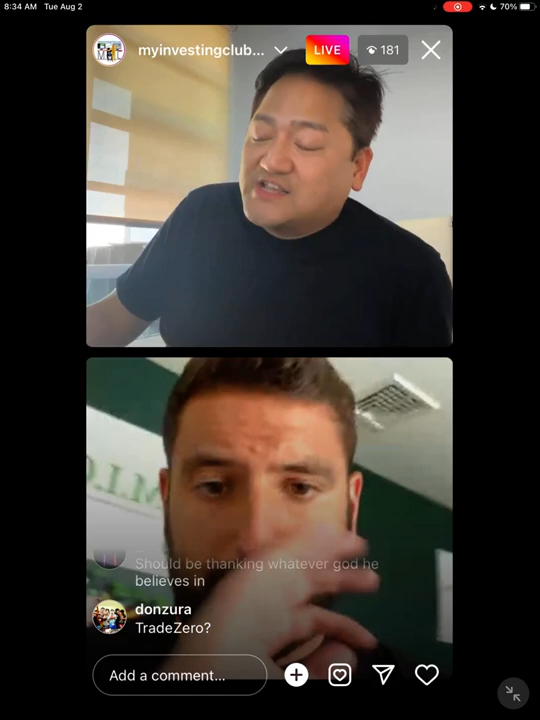 8:34 AM Tue Aug 2
70%
myinvestingclub...
LIVE
181
M.I.C
Should be thanking whatever god he
believes in
donzura
TradeZero?
Add a comment...